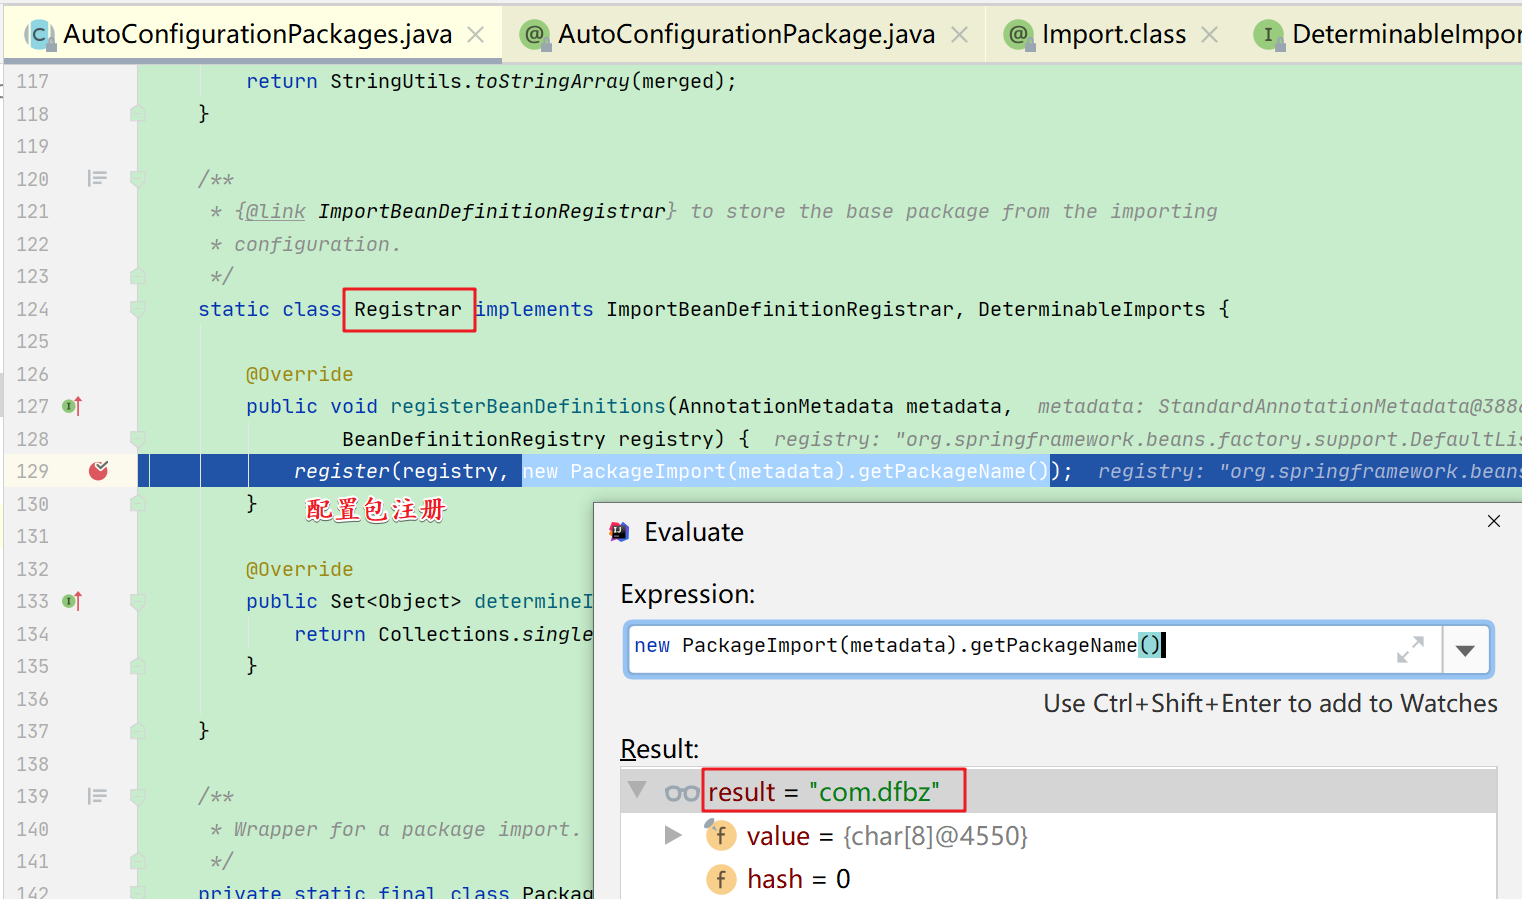 AutoConfigurationPackages.java
AutoConfigurationPackage.java
Import.class
DeterminableImpor
117 return StringUtils.toStringArray(merged);
118 }
119
120 /**
121 * {@link ImportBeanDefinitionRegistrar} to store the base package from the importing
122 * configuration.
123 */
124 static class Registrar implements ImportBeanDefinitionRegistrar, DeterminableImports {
125
126 @Override
127 public void registerBeanDefinitions(AnnotationMetadata metadata, metadata: StandardAnnotationMetadata@388
128 BeanDefinitionRegistry registry) { registry: "org.springframework.beans.factory.support.DefaultLis
129 register(registry, new PackageImport(metadata).getPackageName()); registry: "org.springframework.beans
130 }
配置包注册
131
132 @Override
133 public Set<Object> determineI
134 return Collections.single
135 }
136
137 }
138
139 /**
140 * Wrapper for a package import.
141 */
142 private static final class Packag
Evaluate
Expression:
new PackageImport(metadata).getPackageName()
Use Ctrl+Shift+Enter to add to Watches
Result:
result = "com.dfbz"
value = {char[8]@4550}
hash = 0